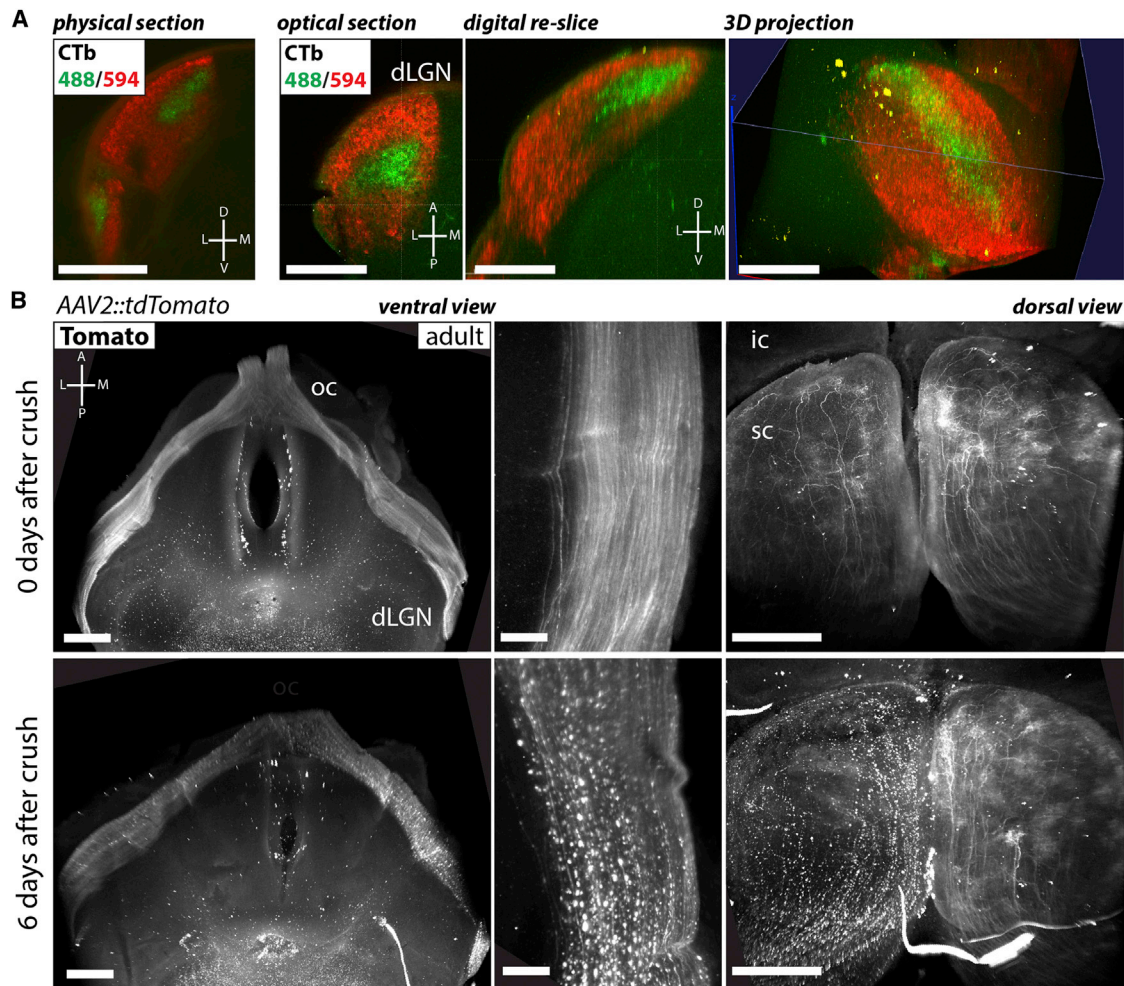 A
physical section
optical section
digital re-slice
3D projection
CTb
488/594
D
L M
V
CTb
488/594
dLGN
A
L M
P
D
L M
V
B
AAV2::tdTomato
ventral view
dorsal view
0 days after crush
Tomato
adult
A
L M
P
oc
dLGN
ic
sc
6 days after crush
oc